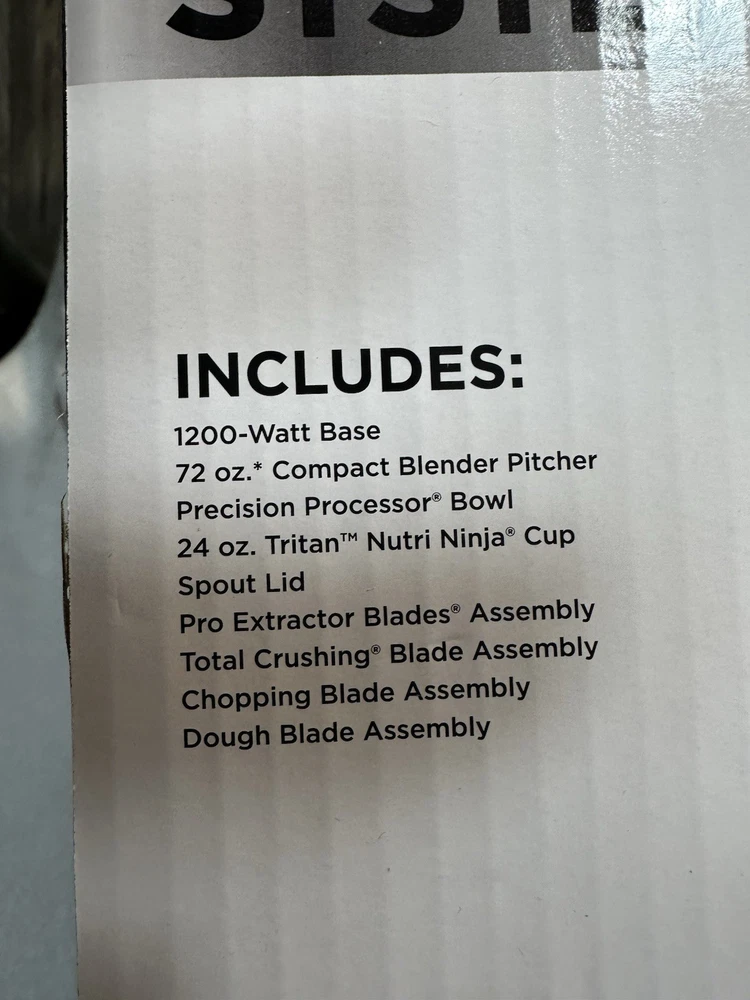 INCLUDES:
1200-Watt Base
72 oz.* Compact Blender Pitcher
Precision Processor® Bowl
24 oz. Tritan™ Nutri Ninja® Cup
Spout Lid
Pro Extractor Blades® Assembly
Total Crushing® Blade Assembly
Chopping Blade Assembly
Dough Blade Assembly